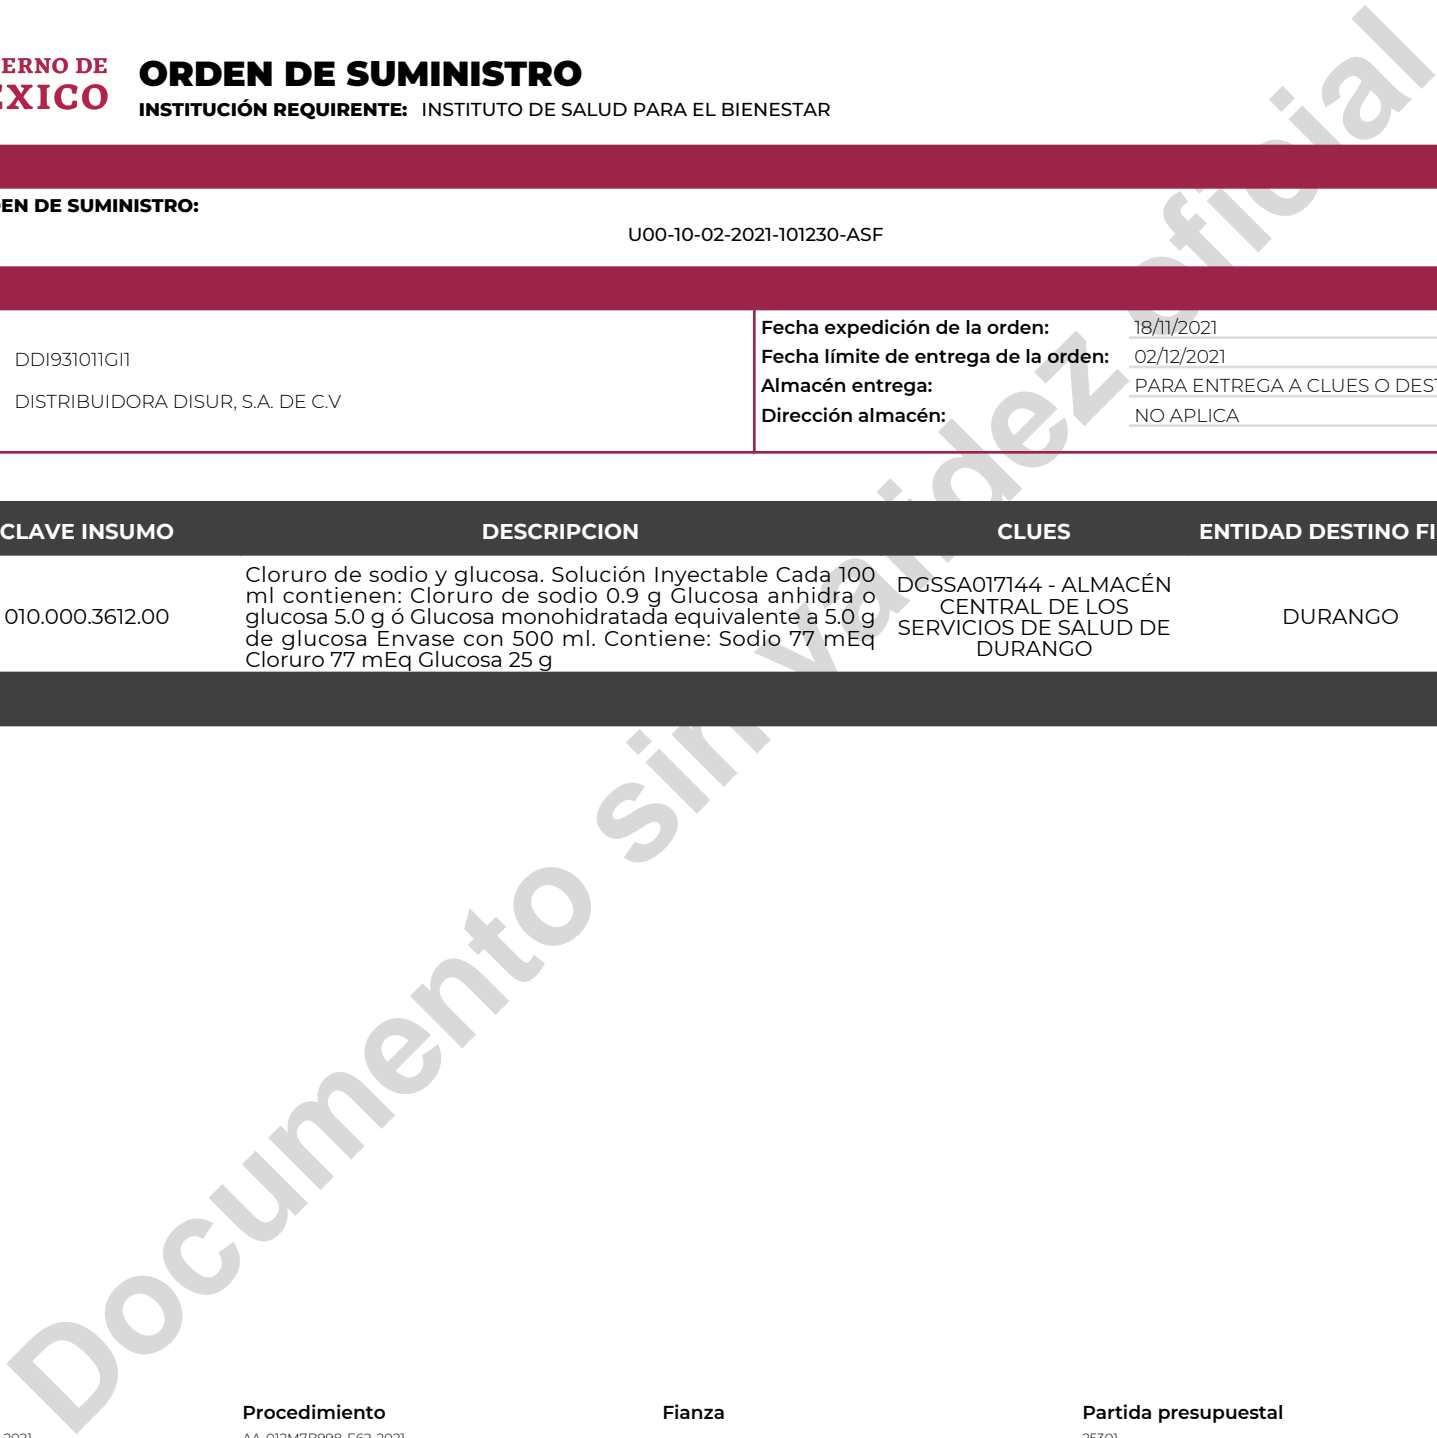 ERNO DE
ÉXICO
ORDEN DE SUMINISTRO
INSTITUCIÓN REQUIRENTE: INSTITUTO DE SALUD PARA EL BIENESTAR
EN DE SUMINISTRO:
U00-10-02-2021-101230-ASF
DDI931011GI1
DISTRIBUIDORA DISUR, S.A. DE C.V
Fecha expedición de la orden: 18/11/2021
Fecha límite de entrega de la orden: 02/12/2021
Almacén entrega: PARA ENTREGA A CLUES O DEST
Dirección almacén: NO APLICA
CLAVE INSUMO DESCRIPCION CLUES ENTIDAD DESTINO FI
010.000.3612.00
Cloruro de sodio y glucosa. Solución Inyectable Cada 100
ml contienen: Cloruro de sodio 0.9 g Glucosa anhidra o
glucosa 5.0 g ó Glucosa monohidratada equivalente a 5.0 g
de glucosa Envase con 500 ml. Contiene: Sodio 77 mEq
Cloruro 77 mEq Glucosa 25 g
DGSSA017144 - ALMACÉN
CENTRAL DE LOS
SERVICIOS DE SALUD DE
DURANGO
DURANGO
Documento sin validez oficial
Procedimiento Fianza Partida presupuestal